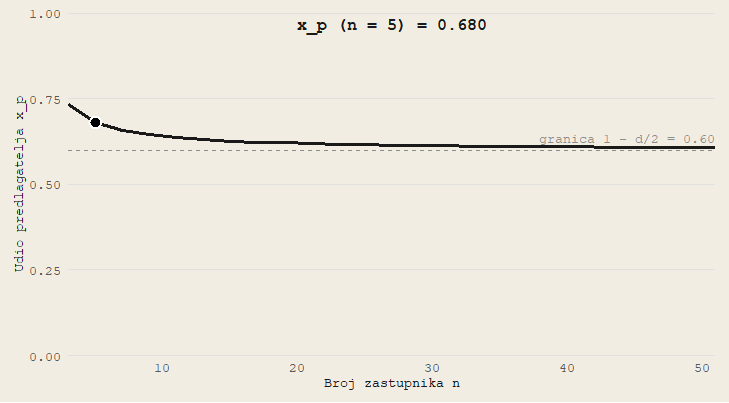 x_p (n = 5) = 0.680
Udio predlagatelja x_p
1.00
0.75
0.50
0.25
0.00
granica 1 − d/2 = 0.60
10 20 30 40 50
Broj zastupnika n